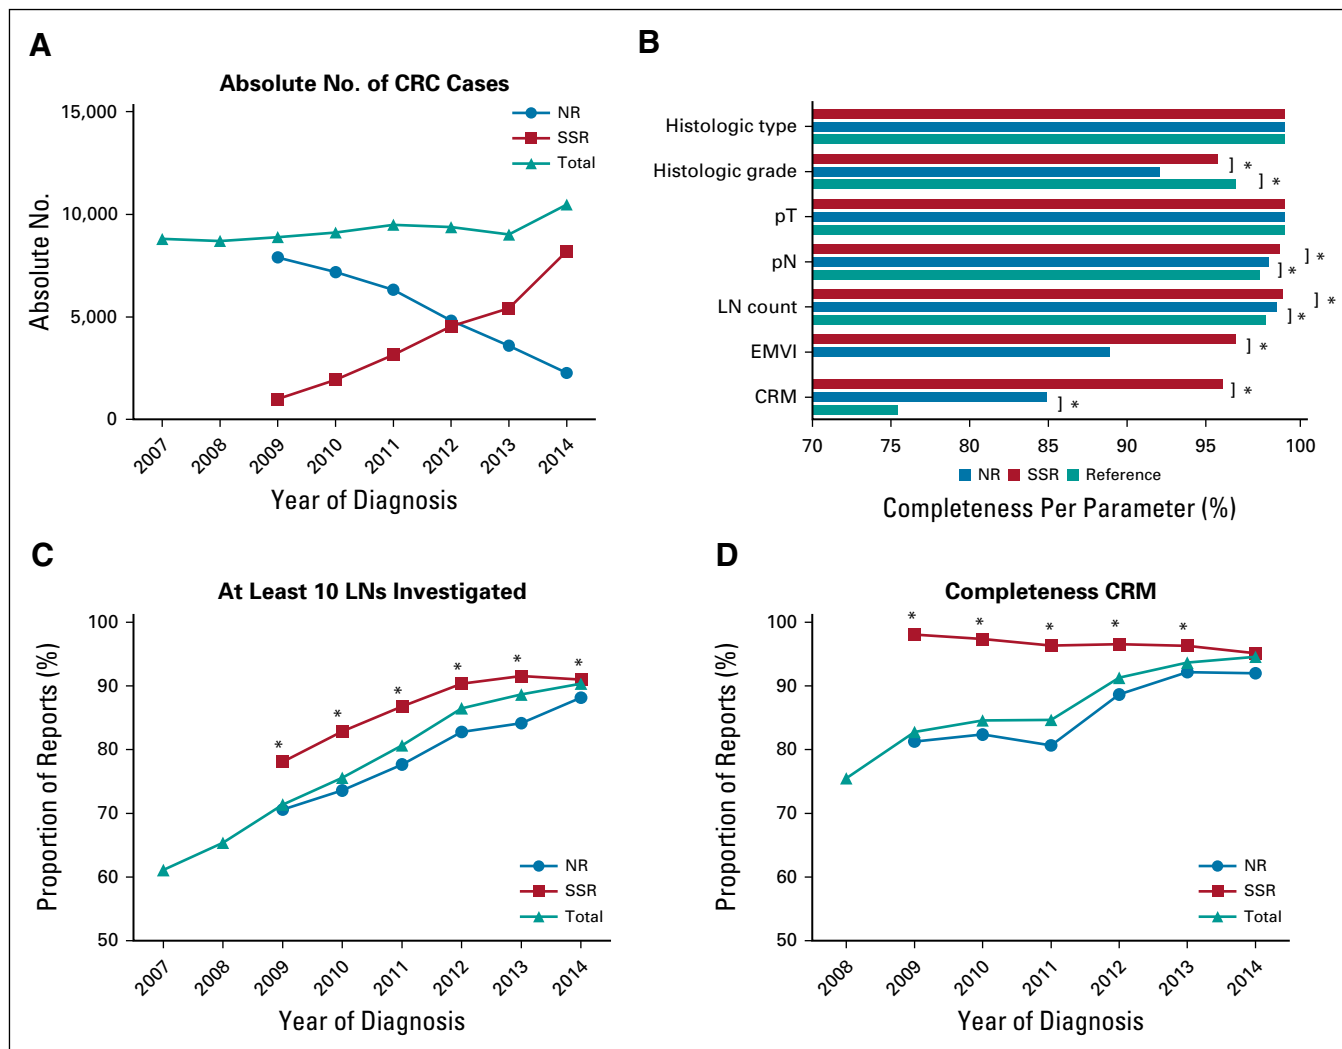 A
Absolute No. of CRC Cases
15,000
10,000
5,000
0
Absolute No.
NR
SSR
Total
2007
2008
2009
2010
2011
2012
2013
2014
Year of Diagnosis
B
Histologic type
Histologic grade
pT
pN
LN count
EMVI
CRM
] *
] *
] *
] *
] *
] *
] *
] *
] *
70
75
80
85
90
95
100
NR SSR Reference
Completeness Per Parameter (%)
C
At Least 10 LNs Investigated
100
90
80
70
60
50
Proportion of Reports (%)
* * * * * *
NR
SSR
Total
2007
2008
2009
2010
2011
2012
2013
2014
Year of Diagnosis
D
Completeness CRM
100
90
80
70
60
50
Proportion of Reports (%)
* * * * *
NR
SSR
Total
2008
2009
2010
2011
2012
2013
2014
Year of Diagnosis